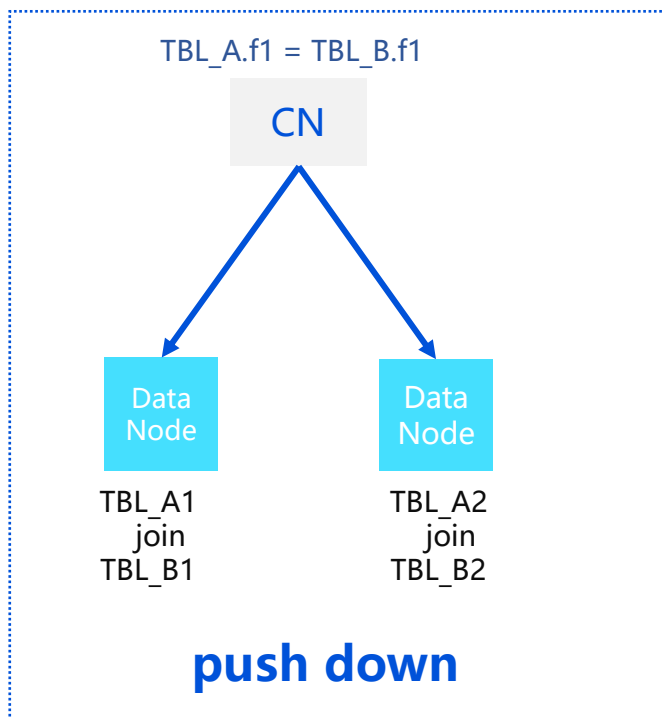 TBL_A.f1 = TBL_B.f1
CN
Data
Node
Data
Node
TBL_A1
join
TBL_B1
TBL_A2
join
TBL_B2
push down